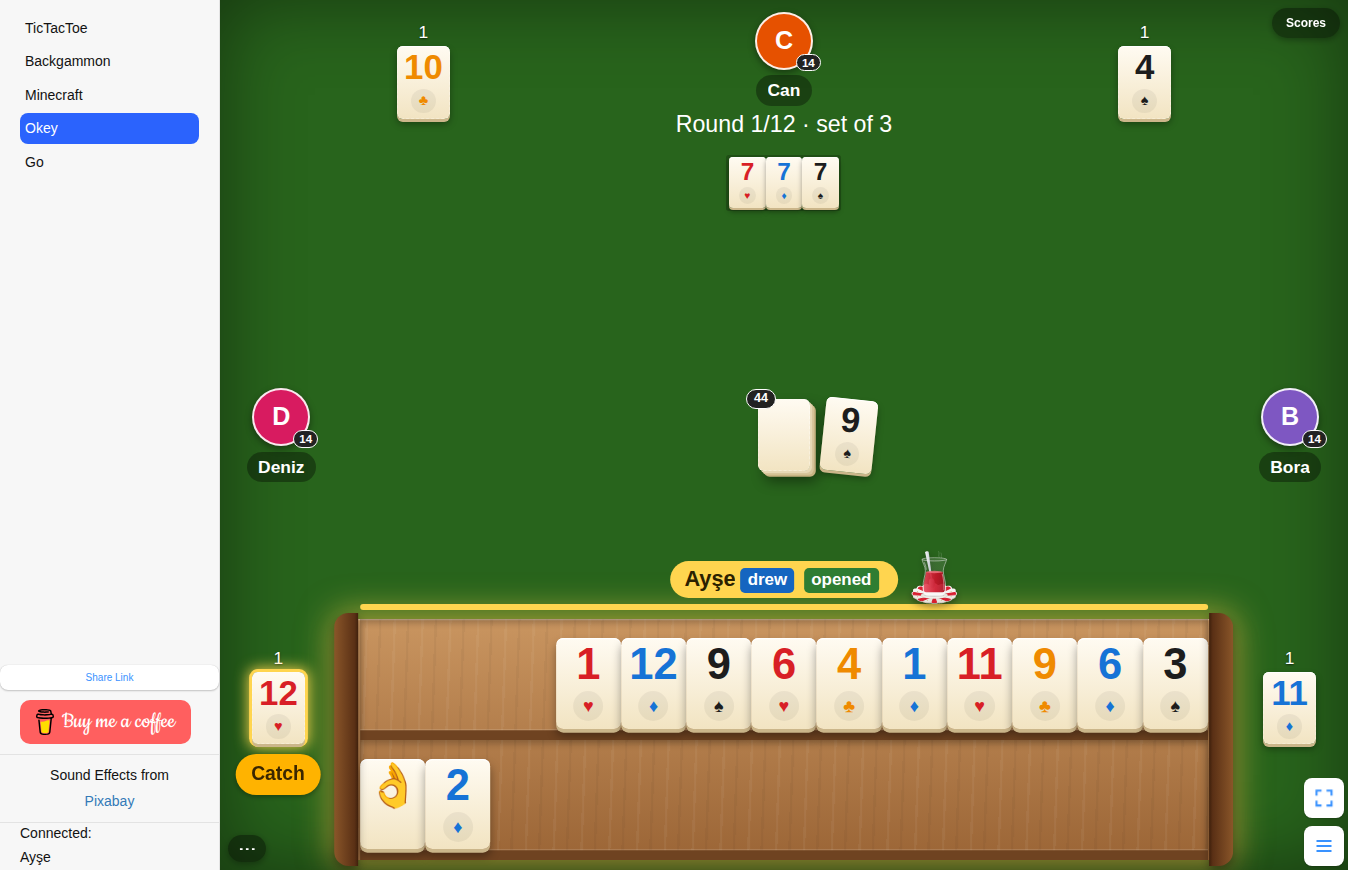 TicTacToe
Backgammon
Minecraft
Okey
Go
Share Link
Buy me a coffee
Sound Effects from
Pixabay
Connected:
Ayşe
Scores
1
10
C
14
Can
1
4
Round 1/12 · set of 3
7 7 7
D
14
Deniz
44
9
B
14
Bora
Ayşe drew opened
1
12
Catch
1 12 9 6 4 1 11 9 6 3
2
1
11
...